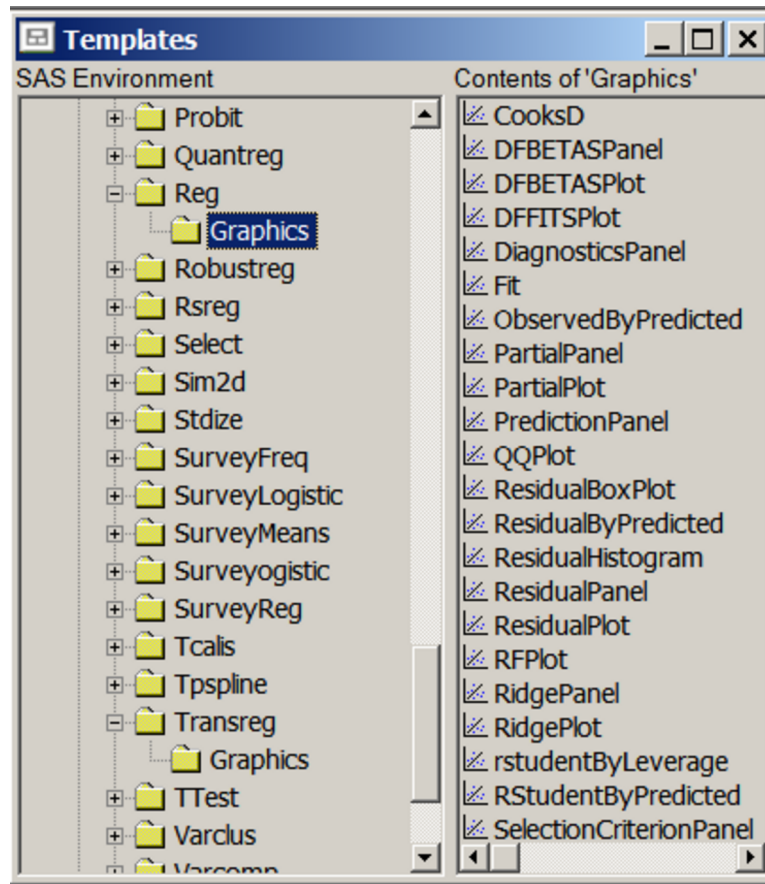 Templates
SAS Environment
Probit
Quantreg
Reg
Graphics
Robustreg
Rsreg
Select
Sim2d
Stdize
SurveyFreq
SurveyLogistic
SurveyMeans
Surveyogistic
SurveyReg
Tcalis
Tpspline
Transreg
Graphics
TTest
Varclus
Varcomp
Contents of 'Graphics'
CooksD
DFBETASPanel
DFBETASPlot
DFFITSPlot
DiagnosticsPanel
Fit
ObservedByPredicted
PartialPanel
PartialPlot
PredictionPanel
QQPlot
ResidualBoxPlot
ResidualByPredicted
ResidualHistogram
ResidualPanel
ResidualPlot
RFPlot
RidgePanel
RidgePlot
rstudentByLeverage
RStudentByPredicted
SelectionCriterionPanel